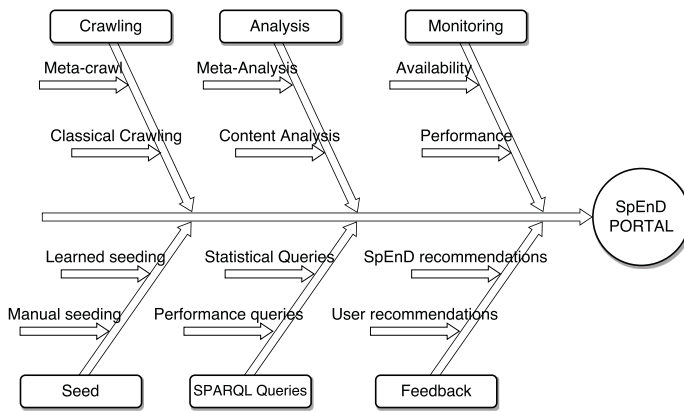 Crawling
Analysis
Monitoring
Meta-crawl
Meta-Analysis
Availability
Classical Crawling
Content Analysis
Performance
SpEnD
PORTAL
Learned seeding
Statistical Queries
SpEnD recommendations
Manual seeding
Performance queries
User recommendations
Seed
SPARQL Queries
Feedback